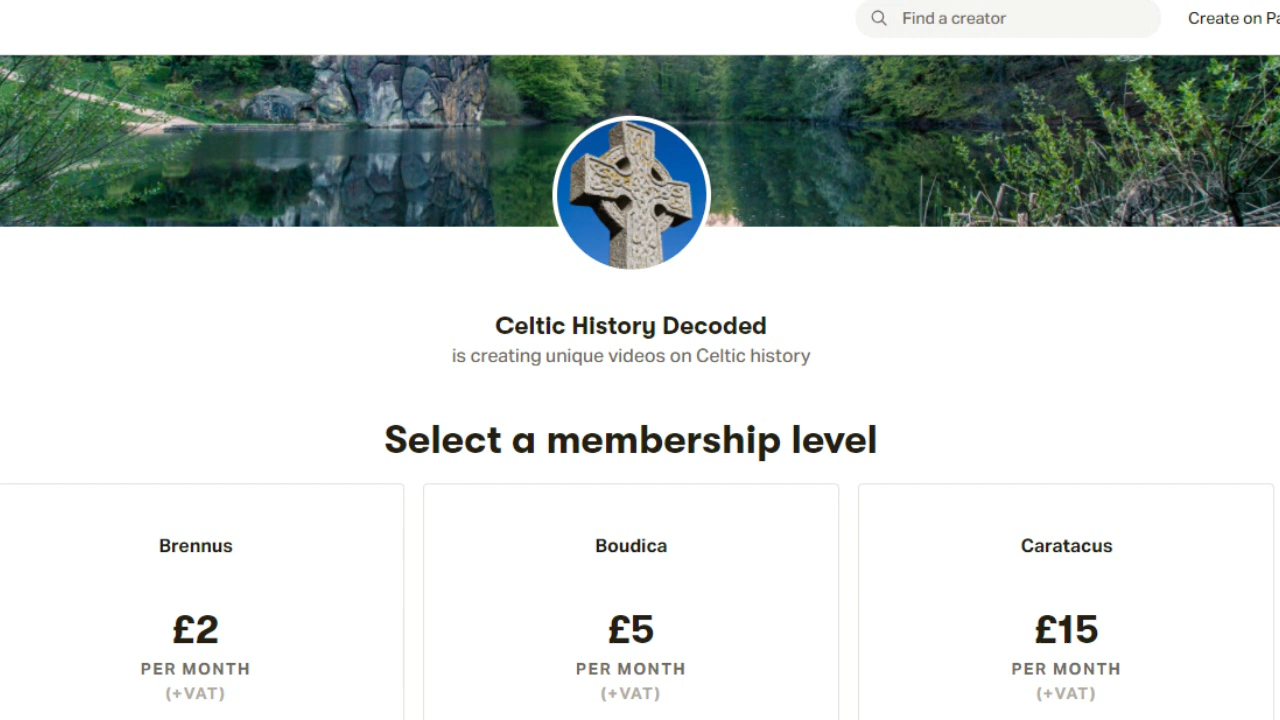 Find a creator
Create on Pa
Celtic History Decoded
is creating unique videos on Celtic history
Select a membership level
Brennus
£2
PER MONTH
(+VAT)
Boudica
£5
PER MONTH
(+VAT)
Caratacus
£15
PER MONTH
(+VAT)